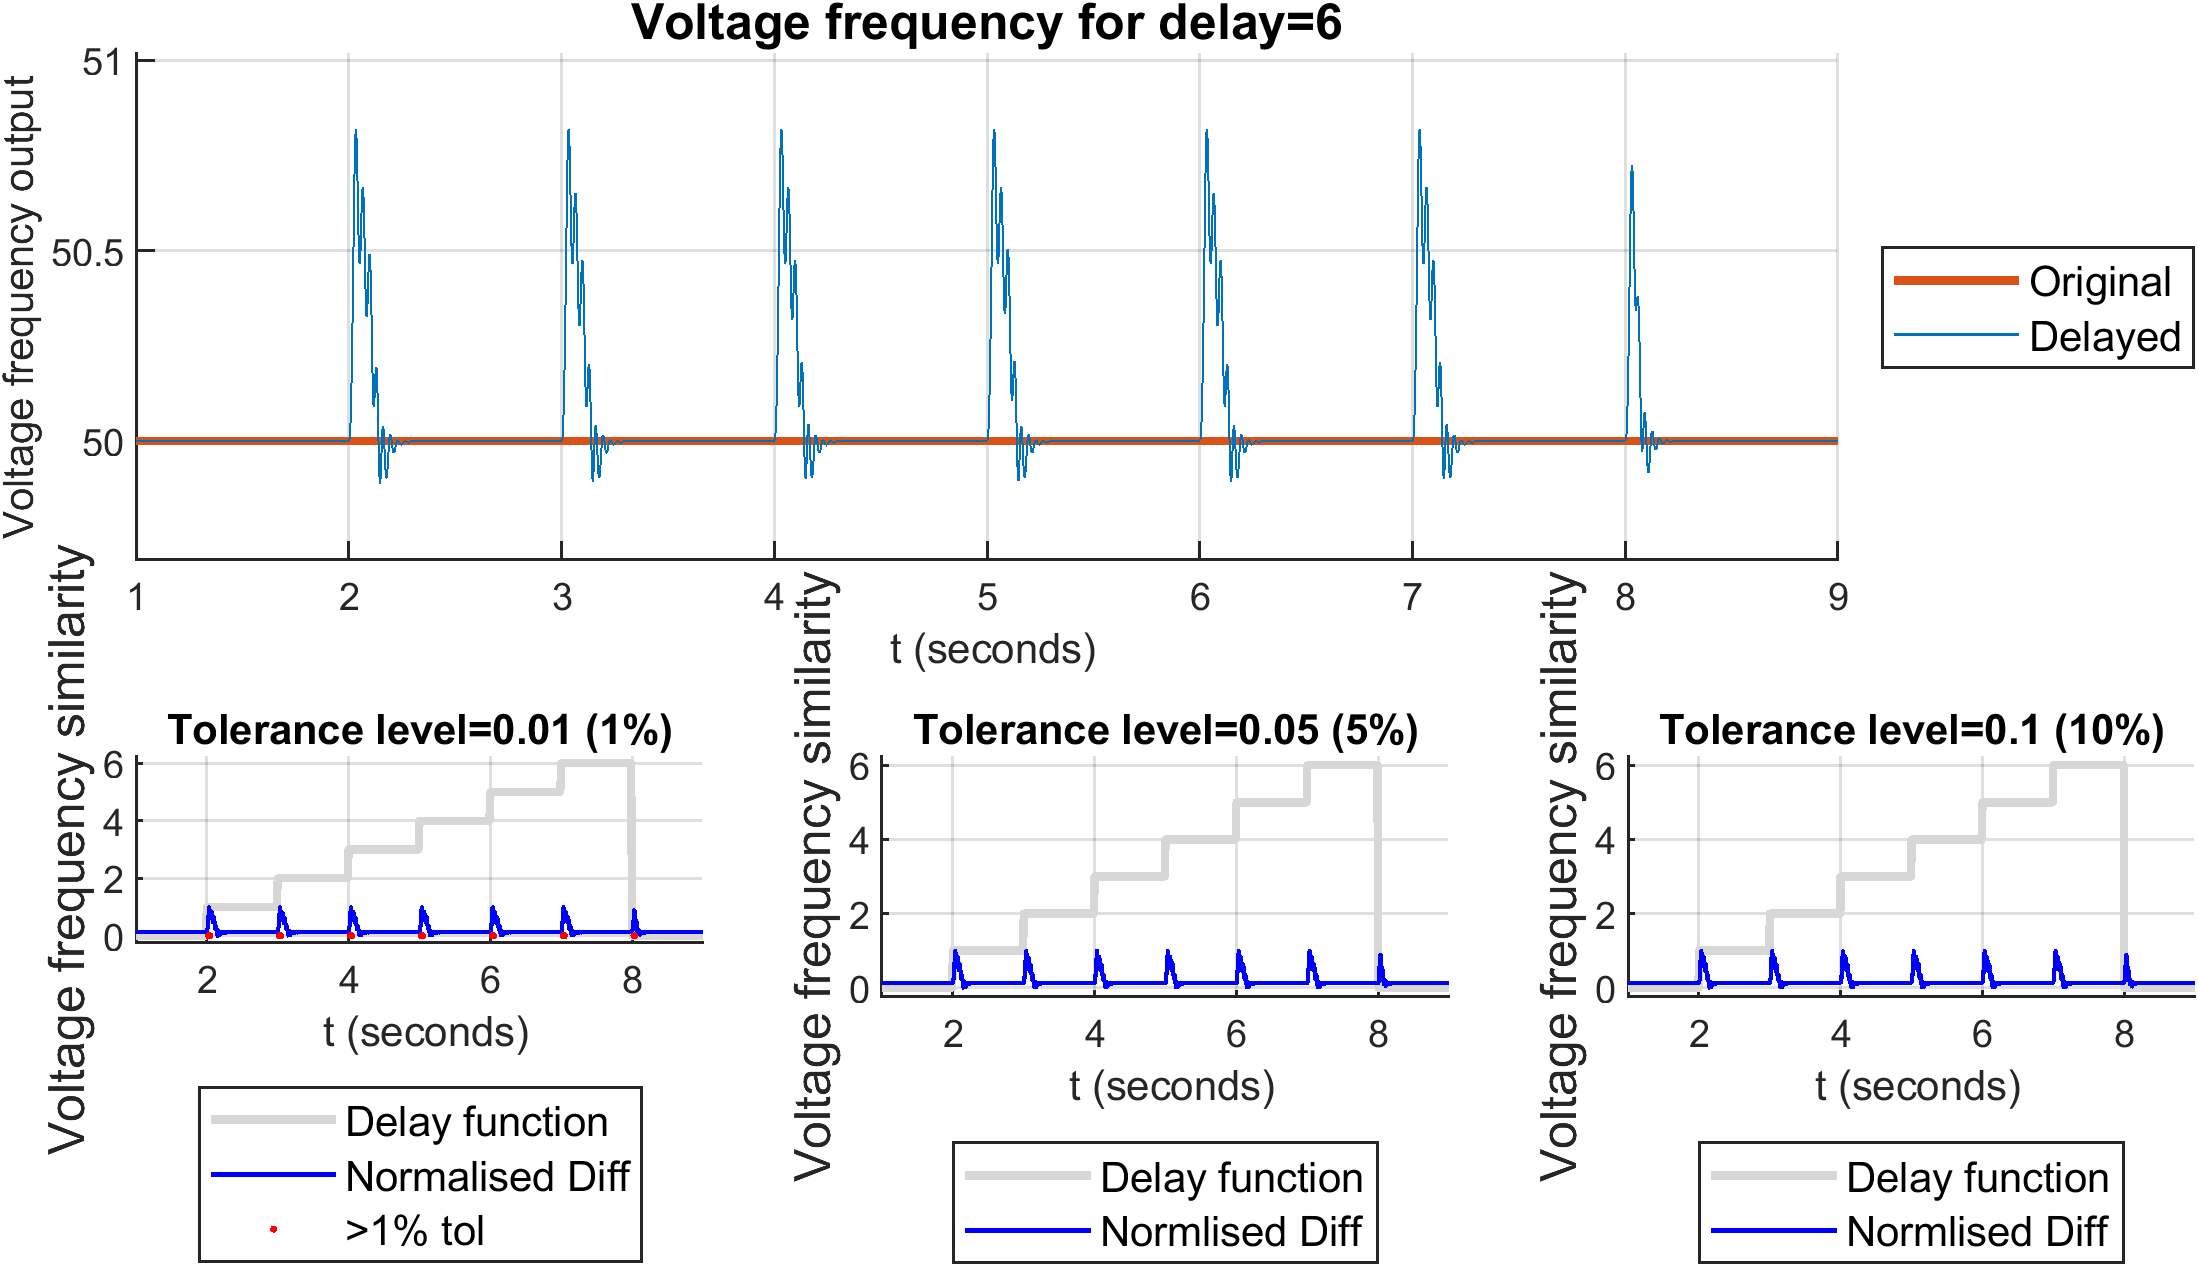 Voltage frequency for delay=6
Voltage frequency output
51
50.5
50
1 2 3 4 5 6 7 8 9
t (seconds)
Original
Delayed
Tolerance level=0.01 (1%)
Voltage frequency similarity
6
4
2
0
2 4 6 8
t (seconds)
Delay function
Normalised Diff
>1% tol
Tolerance level=0.05 (5%)
Voltage frequency similarity
6
4
2
0
2 4 6 8
t (seconds)
Delay function
Normlised Diff
Tolerance level=0.1 (10%)
Voltage frequency similarity
6
4
2
0
2 4 6 8
t (seconds)
Delay function
Normlised Diff